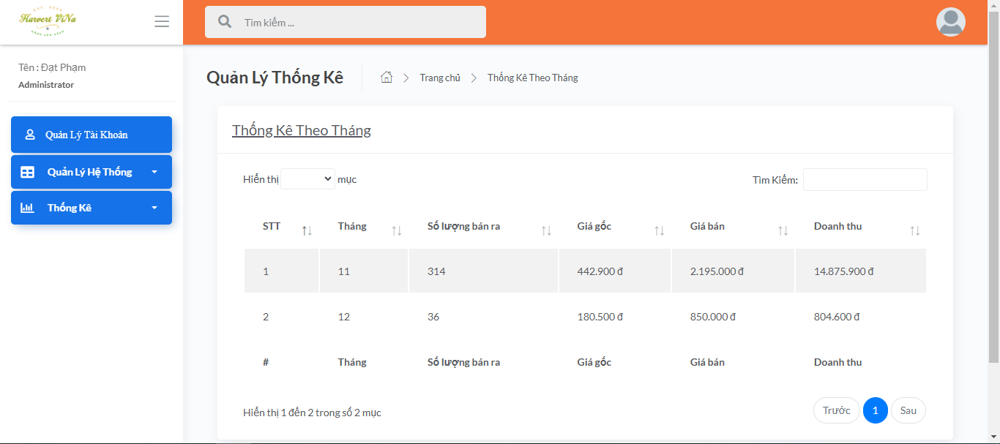 Harvert ViNa
Tìm kiếm ...
Tên : Đạt Phạm
Administrator
Quản Lý Tài Khoản
Quản Lý Hệ Thống
Thống Kê
Quản Lý Thống Kê
Trang chủ
Thống Kê Theo Tháng
Thống Kê Theo Tháng
Hiển thị mục
Tìm Kiếm:
STT Tháng Số lượng bán ra Giá gốc Giá bán Doanh thu
1 11 314 442.900 đ 2.195.000 đ 14.875.900 đ
2 12 36 180.500 đ 850.000 đ 804.600 đ
# Tháng Số lượng bán ra Giá gốc Giá bán Doanh thu
Hiển thị 1 đến 2 trong số 2 mục
Trước 1 Sau